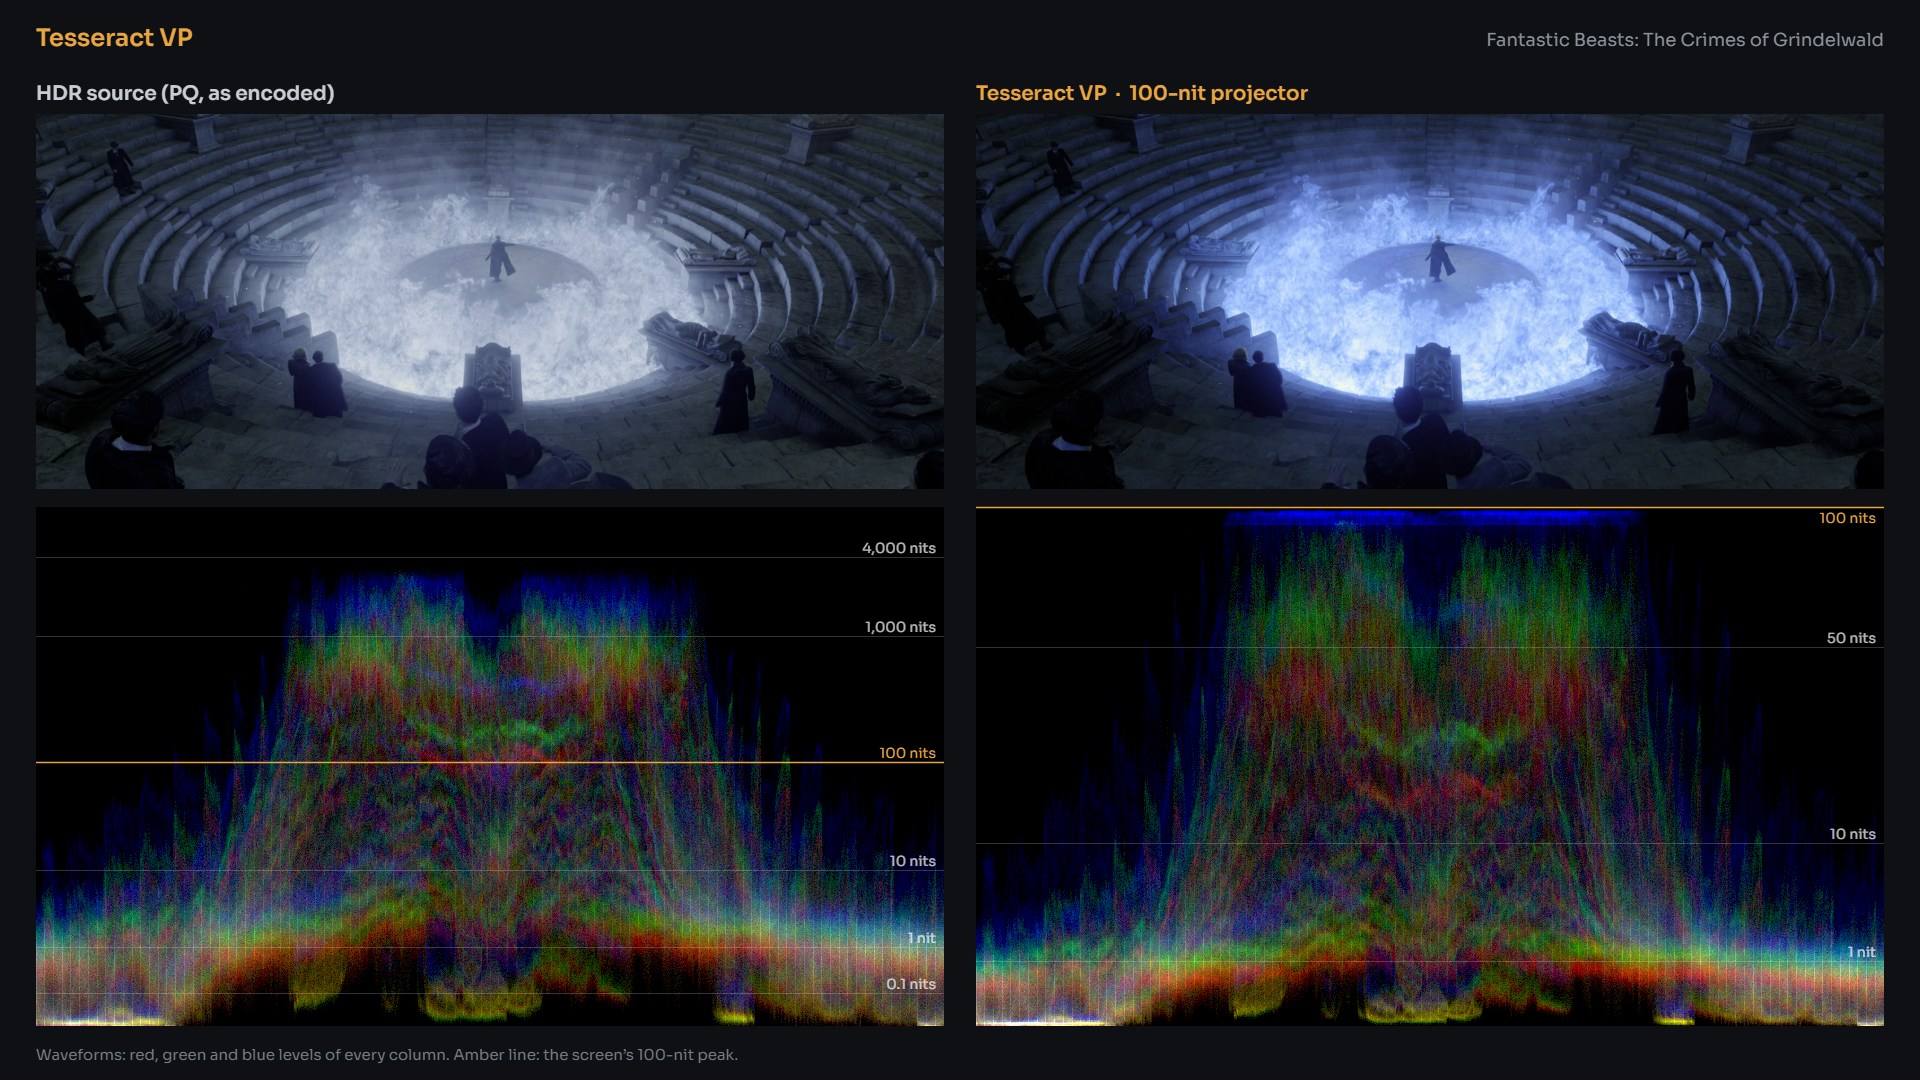 Tesseract VP
Fantastic Beasts: The Crimes of Grindelwald
HDR source (PQ, as encoded)
Tesseract VP · 100-nit projector
4,000 nits
1,000 nits
100 nits
10 nits
1 nit
0.1 nits
100 nits
50 nits
10 nits
1 nit
Waveforms: red, green and blue levels of every column. Amber line: the screen’s 100-nit peak.